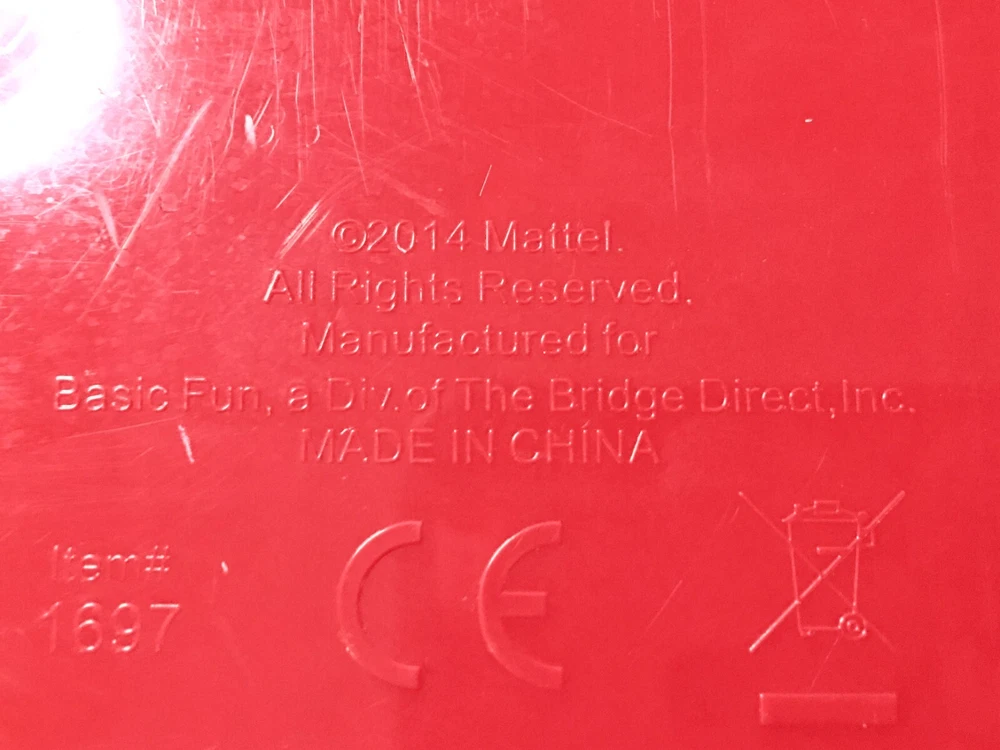 ©2014 Mattel.
All Rights Reserved.
Manufactured for
Basic Fun, a Div.of The Bridge Direct,Inc.
MADE IN CHINA
Item#
1697
CE